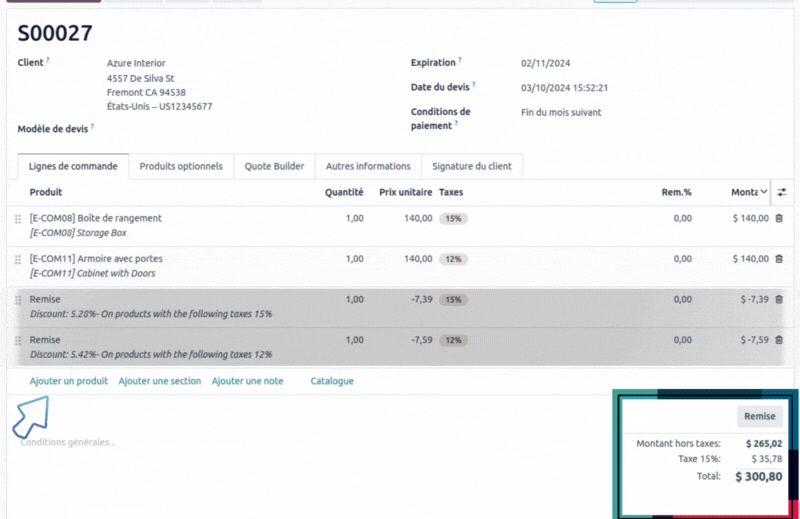 S00027
Client ? Azure Interior Expiration ? 02/11/2024
4557 De Silva St
Fremont CA 94538 Date du devis ? 03/10/2024 15:52:21
États-Unis – US12345677
Conditions de paiement ? Fin du mois suivant
Modèle de devis ?
Lignes de commande Produits optionnels Quote Builder Autres informations Signature du client
Produit Quantité Prix unitaire Taxes Rem.% Monta
[E-COM08] Boîte de rangement 1,00 140,00 15% 0,00 $ 140,00
[E-COM08] Storage Box
[E-COM11] Armoire avec portes 1,00 140,00 12% 0,00 $ 140,00
[E-COM11] Cabinet with Doors
Remise 1,00 -7,39 15% 0,00 $ -7,39
Discount: 5.28%- On products with the following taxes 15%
Remise 1,00 -7,59 12% 0,00 $ -7,59
Discount: 5.42%- On products with the following taxes 12%
Ajouter un produit Ajouter une section Ajouter une note Catalogue
Remise
Conditions générales...
Montant hors taxes: $ 265,02
Taxe 15%: $ 35,78
Total: $ 300,80